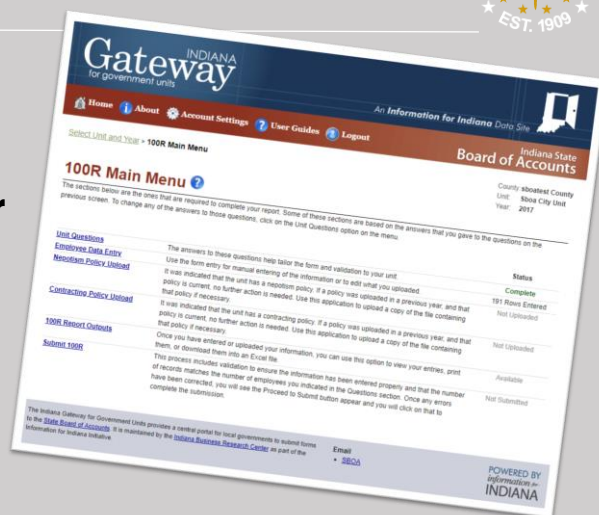 EST. 1909
Gateway
INDIANA
for government units
An Information for Indiana Data Site
Home About Account Settings User Guides Logout
Indiana State
Board of Accounts
Select Unit and Year > 100R Main Menu
County sboatest County
Unit: Sboa City Unit
Year: 2017
100R Main Menu ?
The sections below are the ones that are required to complete your report. Some of these sections are based on the answers that you gave to the questions on the
previous screen. To change any of the answers to those questions, click on the Unit Questions option on the menu.
Status
Unit Questions The answers to these questions help tailor the form and validation to your unit. Complete
Employee Data Entry Use the form entry for manual entering of the information or to edit what you uploaded. 191 Rows Entered
Nepotism Policy Upload It was indicated that the unit has a nepotism policy. If a policy was uploaded in a previous year, and that Not Uploaded
policy is current, no further action is needed. Use this application to upload a copy of the file containing
that policy if necessary.
Contracting Policy Upload It was indicated that the unit has a contracting policy. If a policy was uploaded in a previous year, and that Not Uploaded
policy is current, no further action is needed. Use this application to upload a copy of the file containing
that policy if necessary.
100R Report Outputs Once you have entered or uploaded your information, you can use this option to view your entries, print Available
them, or download them into an Excel file.
Submit 100R This process includes validation to ensure the information has been entered properly and that the number Not Submitted
of records matches the number of employees you indicated in the Questions section. Once any errors
have been corrected, you will see the Proceed to Submit button appear and you will click on that to
complete the submission.
The Indiana Gateway for Government Units provides a central portal for local governments to submit forms
to the State Board of Accounts. It is maintained by the Indiana Business Research Center as part of the
Information for Indiana initiative.
Email
• SBOA
POWERED BY
information for
INDIANA